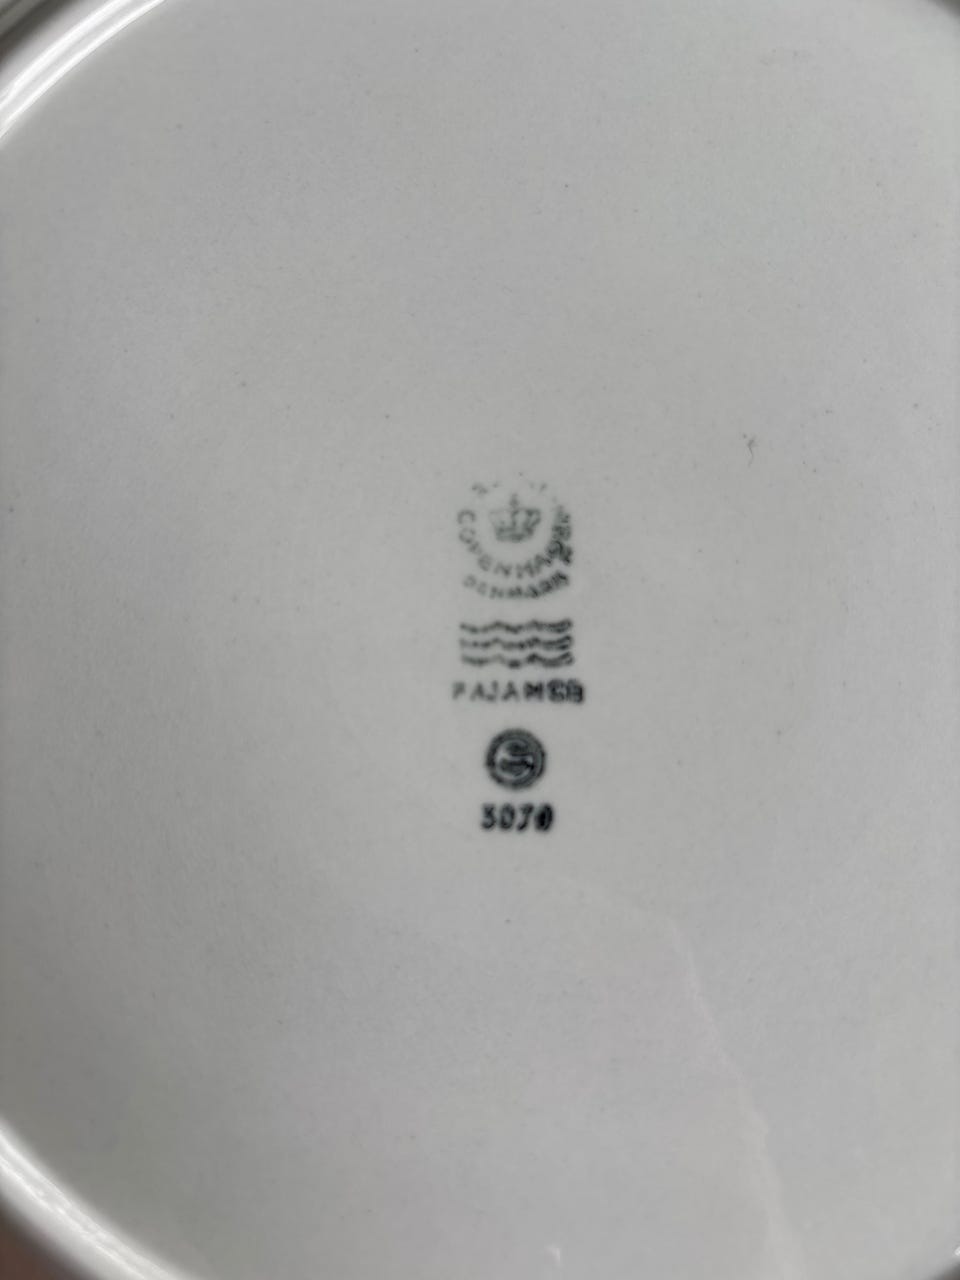 COPENHAGEN
DENMARK
FAJANCE
3070